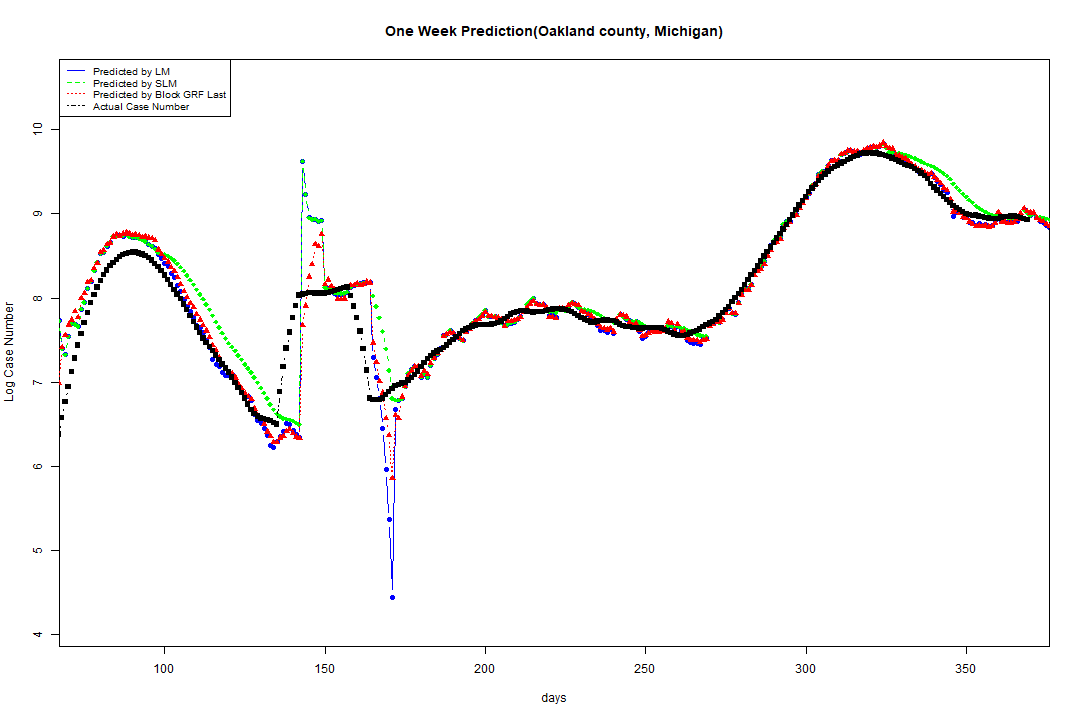 One Week Prediction(Oakland county, Michigan)
Predicted by LM
Predicted by SLM
Predicted by Block GRF Last
Actual Case Number
10
9
8
7
6
5
4
Log Case Number
100 150 200 250 300 350
days